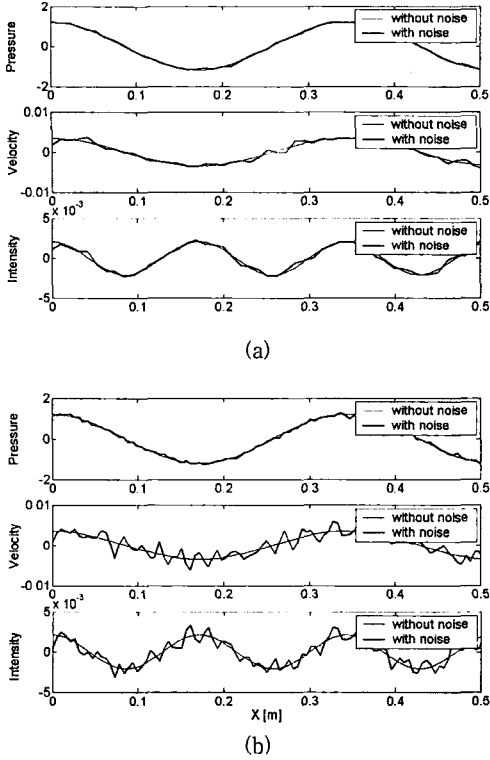 2
0
-2
Pressure
without noise
with noise
0 0.1 0.2 0.3 0.4 0.5
0.01
0
-0.01
Velocity
without noise
with noise
0 0.1 0.2 0.3 0.4 0.5
5 x 10⁻³
0
-5
Intensity
without noise
with noise
0 0.1 0.2 0.3 0.4 0.5
(a)
2
0
-2
Pressure
without noise
with noise
0 0.1 0.2 0.3 0.4 0.5
0.01
0
-0.01
Velocity
without noise
with noise
0 0.1 0.2 0.3 0.4 0.5
5 x 10⁻³
0
-5
Intensity
without noise
with noise
0 0.1 0.2 0.3 0.4 0.5
X [m]
(b)